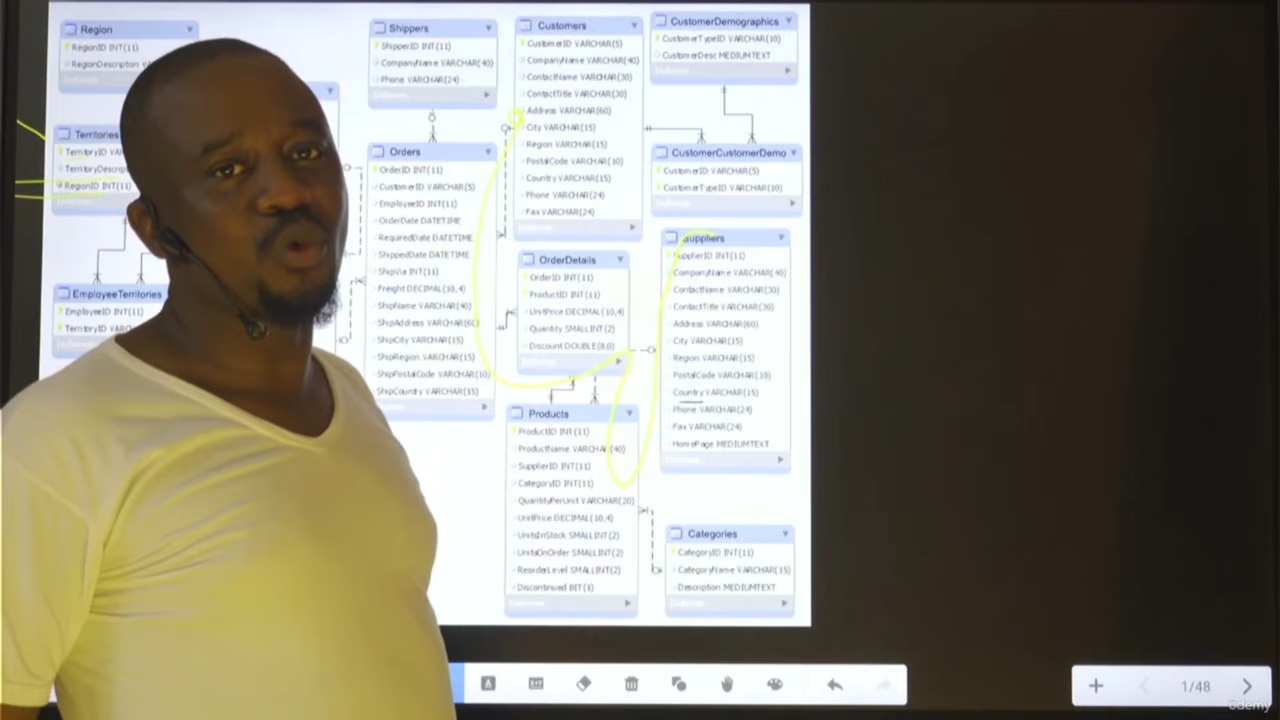 Region
RegionID INT(11)
RegionDescription
Territories
TerritoryID
RegionID INT(11)
EmployeeTerritories
EmployeeID INT(11)
TerritoryID
Shippers
ShipperID INT(11)
CompanyName VARCHAR(40)
Phone VARCHAR(24)
Orders
OrderID INT(11)
CustomerID VARCHAR(5)
EmployeeID INT(11)
OrderDate DATETIME
RequiredDate DATETIME
ShippedDate DATETIME
ShipVia INT(11)
Freight DECIMAL(10,4)
ShipName VARCHAR(40)
ShipAddress VARCHAR(60)
ShipCity VARCHAR(15)
ShipRegion VARCHAR(15)
ShipPostalCode VARCHAR(10)
ShipCountry VARCHAR(15)
Customers
CustomerID VARCHAR(5)
CompanyName VARCHAR(40)
ContactName VARCHAR(30)
ContactTitle VARCHAR(30)
Address VARCHAR(60)
City VARCHAR(15)
Region VARCHAR(15)
PostalCode VARCHAR(10)
Country VARCHAR(15)
Phone VARCHAR(24)
Fax VARCHAR(24)
OrderDetails
OrderID INT(11)
ProductID INT(11)
UnitPrice DECIMAL(10,4)
Quantity SMALLINT(2)
Discount DOUBLE(8,0)
Products
ProductID INT(11)
ProductName VARCHAR(40)
SupplierID INT(11)
CategoryID INT(11)
QuantityPerUnit VARCHAR(20)
UnitPrice DECIMAL(10,4)
UnitsInStock SMALLINT(2)
UnitsOnOrder SMALLINT(2)
ReorderLevel SMALLINT(2)
Discontinued BIT(1)
CustomerDemographics
CustomerTypeID VARCHAR(10)
CustomerDesc MEDIUMTEXT
CustomerCustomerDemo
CustomerID VARCHAR(5)
CustomerTypeID VARCHAR(10)
Suppliers
SupplierID INT(11)
CompanyName VARCHAR(40)
ContactName VARCHAR(30)
ContactTitle VARCHAR(30)
Address VARCHAR(60)
City VARCHAR(15)
Region VARCHAR(15)
PostalCode VARCHAR(10)
Country VARCHAR(15)
Phone VARCHAR(24)
Fax VARCHAR(24)
HomePage MEDIUMTEXT
Categories
CategoryID INT(11)
CategoryName VARCHAR(15)
Description MEDIUMTEXT
1/48
udemy